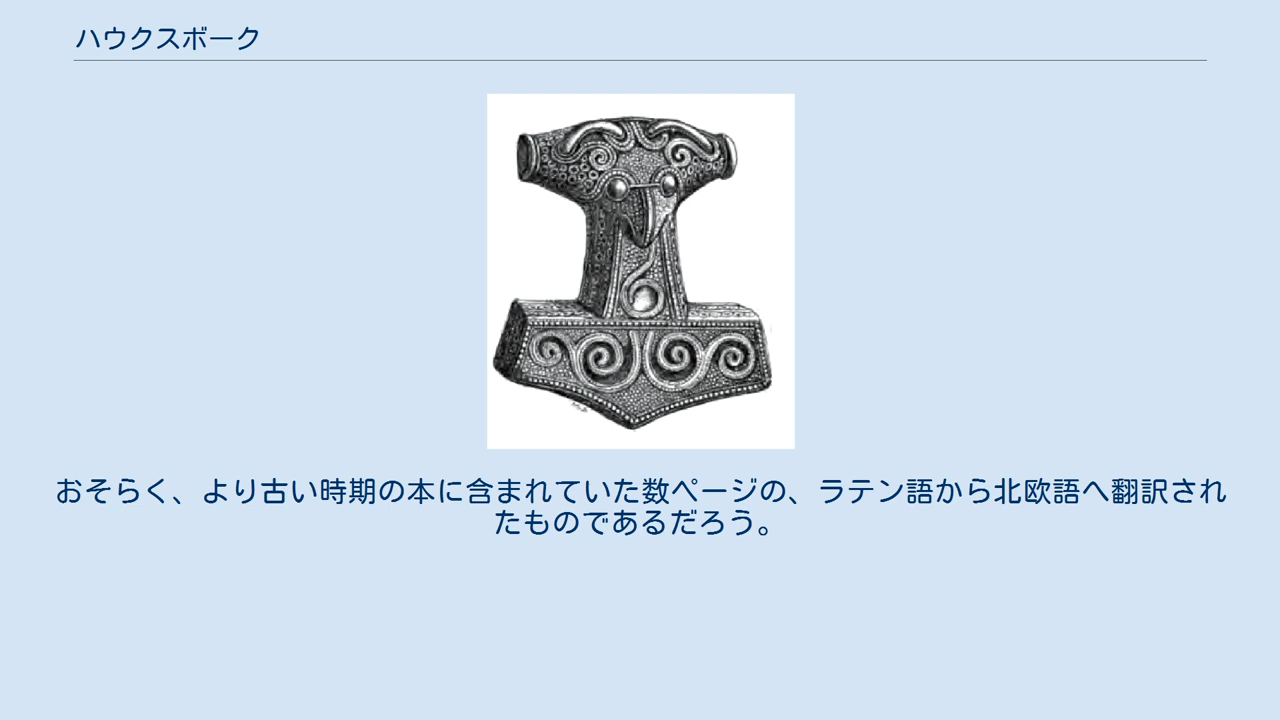 ハウクスボーク
おそらく、より古い時期の本に含まれていた数ページの、ラテン語から北欧語へ翻訳され
たものであるだろう。